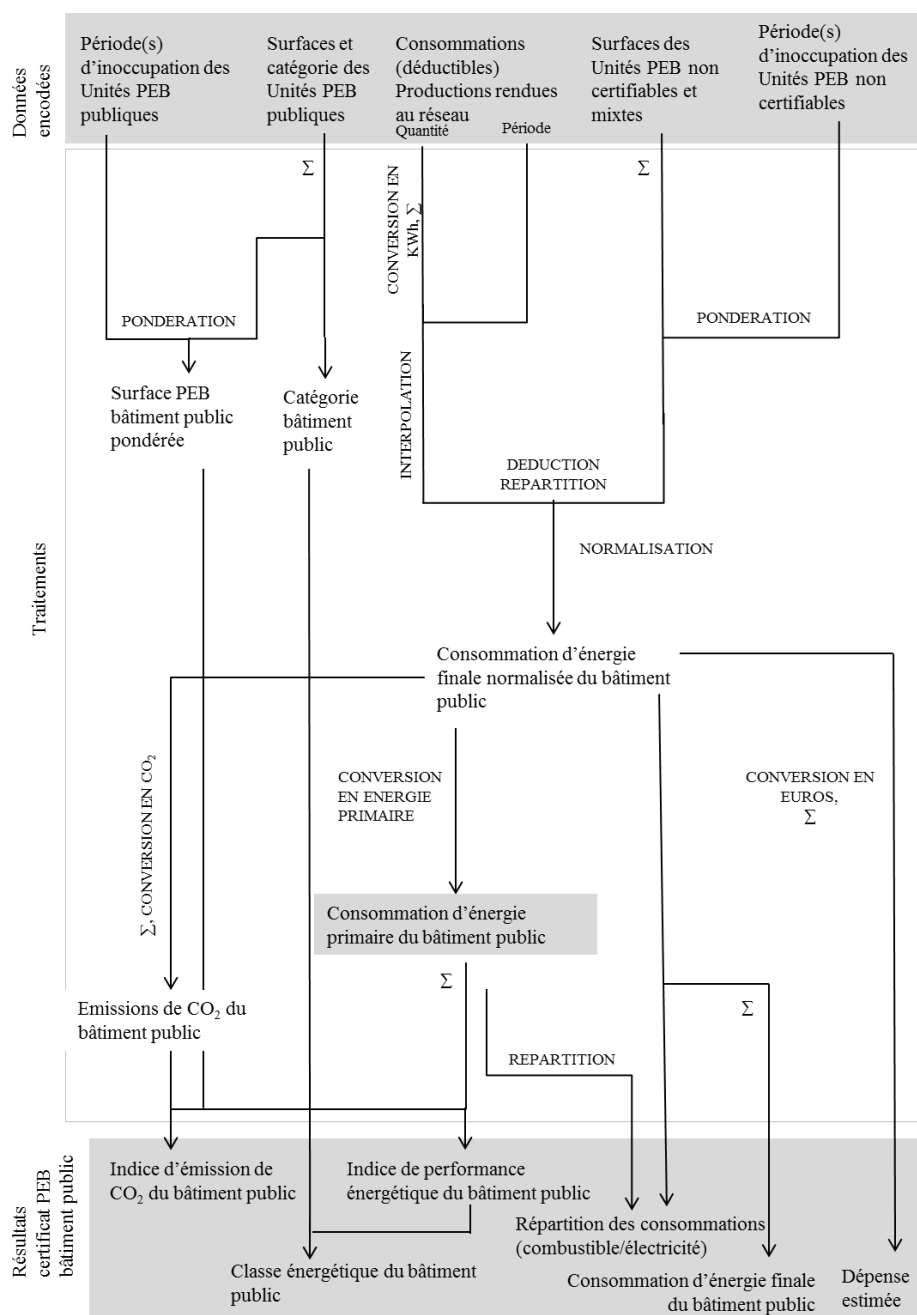 Données
encodées
Période(s)
d’inoccupation des
Unités PEB
publiques
Surfaces et
catégorie des
Unités PEB
publiques
Consommations
(déductibles)
Productions rendues
au réseau
Quantité
Période
Surfaces des
Unités PEB non
certifiables et
mixtes
Période(s)
d’inoccupation des
Unités PEB non
certifiables
Traitements
∑
CONVERSION EN
KWh, ∑
∑
PONDERATION
PONDERATION
Surface PEB
bâtiment public
pondérée
Catégorie
bâtiment
public
INTERPOLATION
DEDUCTION
REPARTITION
NORMALISATION
Consommation d’énergie
finale normalisée du bâtiment
public
∑, CONVERSION EN CO₂
CONVERSION
EN ENERGIE
PRIMAIRE
CONVERSION EN
EUROS,
∑
Consommation d’énergie
primaire du bâtiment public
∑
∑
Emissions de CO₂ du
bâtiment public
REPARTITION
Résultats
certificat PEB
bâtiment public
Indice d’émission de
CO₂ du bâtiment public
Indice de performance
énergétique du bâtiment public
Répartition des consommations
(combustible/électricité)
Classe énergétique du bâtiment
public
Consommation d’énergie finale
du bâtiment public
Dépense
estimée